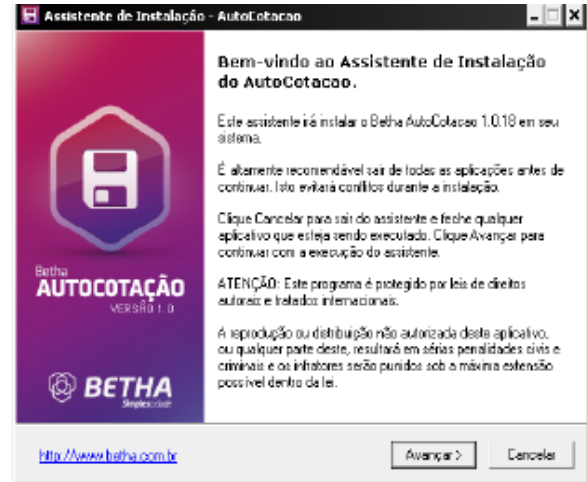 Assistente de Instalação - AutoCotacao
Bem-vindo ao Assistente de Instalação
do AutoCotacao.
Este assistente irá instalar o Betha AutoCotacao 1.0.18 em seu
sistema.
É altamente recomendável sair de todas as aplicações antes de
continuar. Isto evitará conflitos durante a instalação.
Clique Cancelar para sair do assistente e feche qualquer
aplicativo que esteja sendo executado. Clique Avançar para
continuar com a execução do assistente.
ATENÇÃO: Este programa é protegido por leis de direitos
autorais e tratados internacionais.
A reprodução ou distribuição não autorizada deste aplicativo,
ou qualquer parte deste, resultará em sérias penalidades civis e
criminais e os infratores serão punidos sob a máxima extensão
possível dentro da lei.
Betha
AUTOCOTAÇÃO
VERSÃO 1.0
BETHA
http://www.betha.com.br
Avançar >
Cancelar